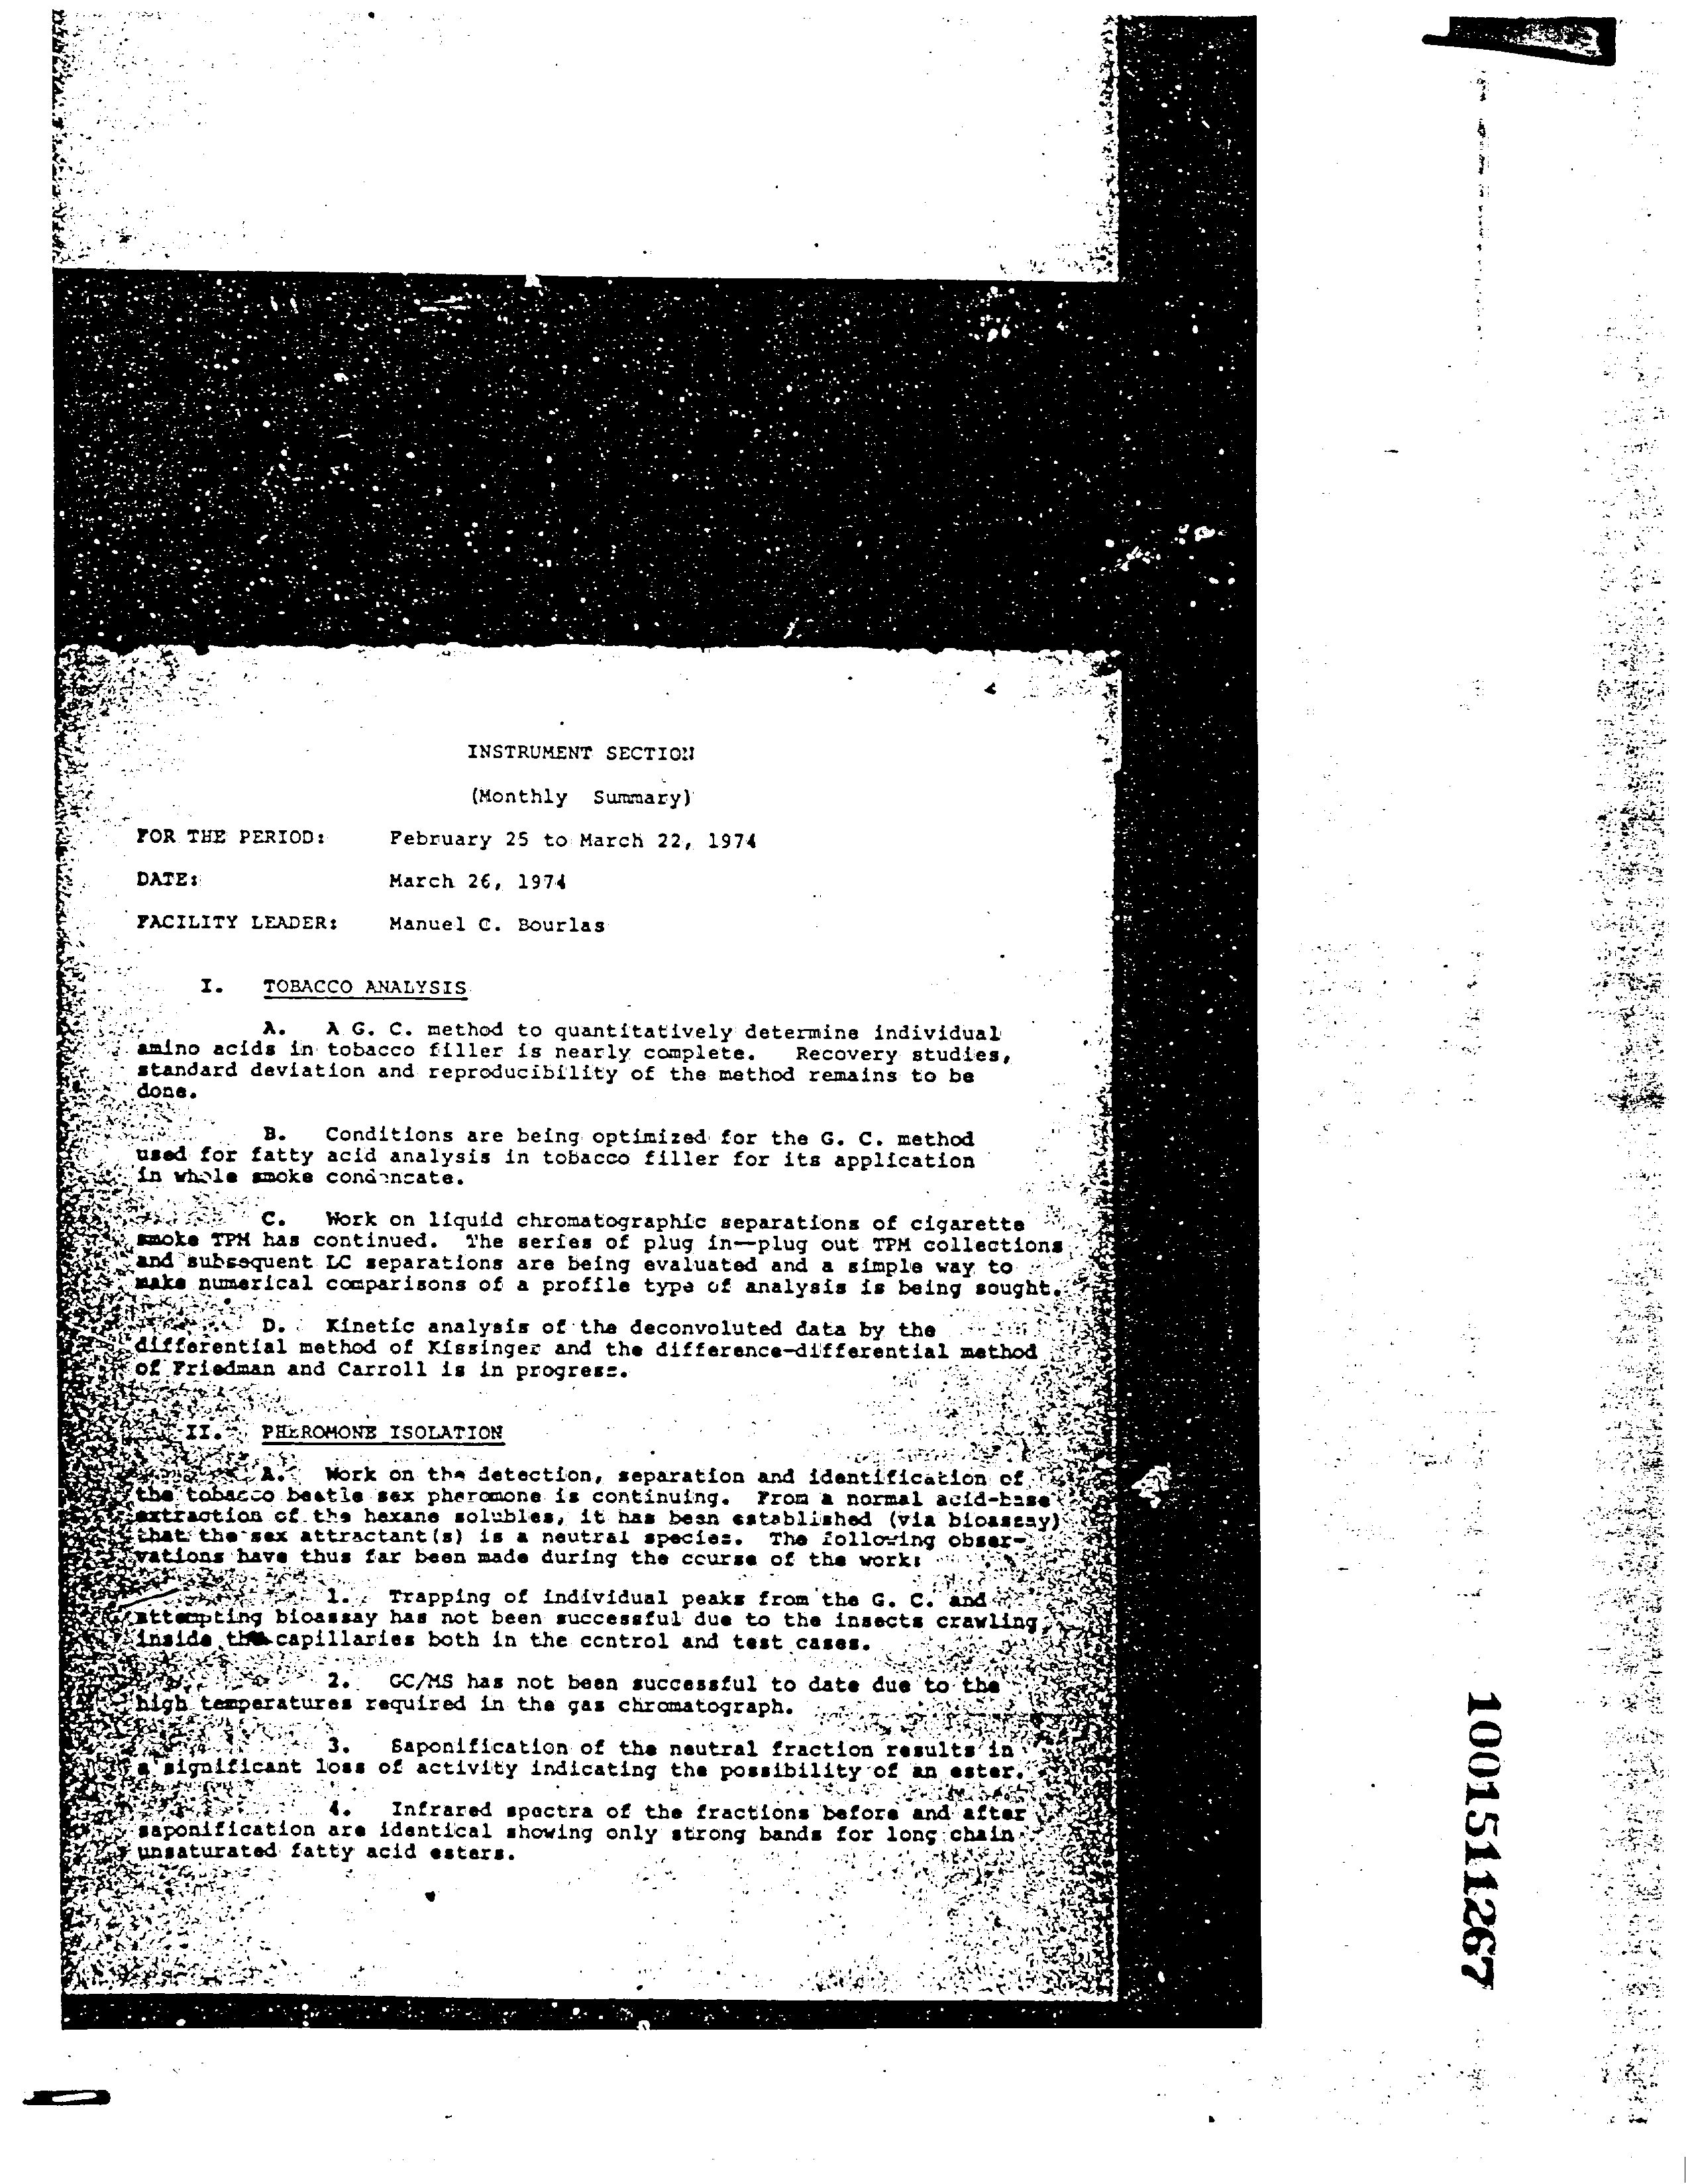 INSTRUMENT SECTION
(Monthly Summary)
FOR THE PERIOD: February 25 to March 22, 1974
DATE: March 26, 1974
FACILITY LEADER: Manuel C. Bourlas
I. TOBACCO ANALYSIS
A. A G. C. method to quantitatively determine individual
amino acids in tobacco filler is nearly complete. Recovery studies,
standard deviation and reproducibility of the method remains to be
done.
B. Conditions are being optimized for the G. C. method
used for fatty acid analysis in tobacco filler for its application
in whole smoke condensate.
C. Work on liquid chromatographic separations of cigarette
smoke TPM has continued. The series of plug in--plug out TPM collections
and subsequent LC separations are being evaluated and a simple way to
make numerical comparisons of a profile type of analysis is being sought.
D. Kinetic analysis of the deconvoluted data by the
differential method of Kissinger and the difference-differential method
of Friedman and Carroll is in progress.
II. PHEROMONE ISOLATION
A. Work on the detection, separation and identification of
the tobacco beetle sex pheromone is continuing. From a normal acid-base
extraction of the hexane solubles, it has been established (via bioassay)
that the sex attractant(s) is a neutral species. The following obser-
vations have thus far been made during the course of the work:
1. Trapping of individual peaks from the G. C. and
attempting bioassay has not been successful due to the insects crawling
inside the capillaries both in the control and test cases.
2. GC/MS has not been successful to date due to the
high temperatures required in the gas chromatograph.
3. Saponification of the neutral fraction results in
a significant loss of activity indicating the possibility of an ester.
4. Infrared spectra of the fractions before and after
saponification are identical showing only strong bands for long chain
unsaturated fatty acid esters.
1001511267